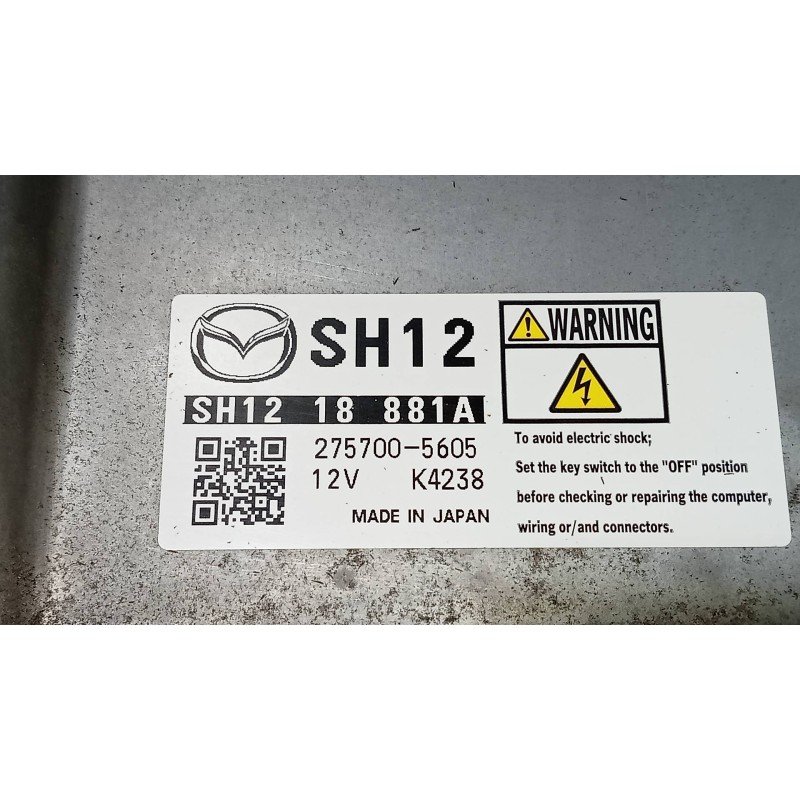 SH12
SH12 18 881A
275700-5605
12V K4238
MADE IN JAPAN
WARNING
To avoid electric shock;
Set the key switch to the "OFF" position
before checking or repairing the computer,
wiring or/and connectors.